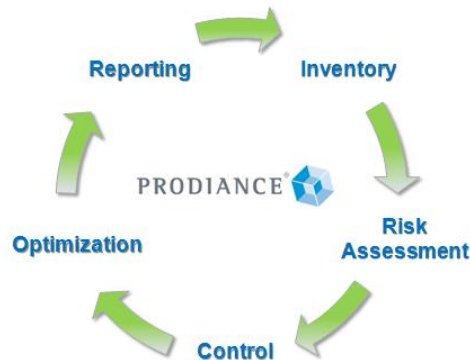 Reporting
Inventory
PRODIANCE®
Optimization
Risk
Assessment
Control